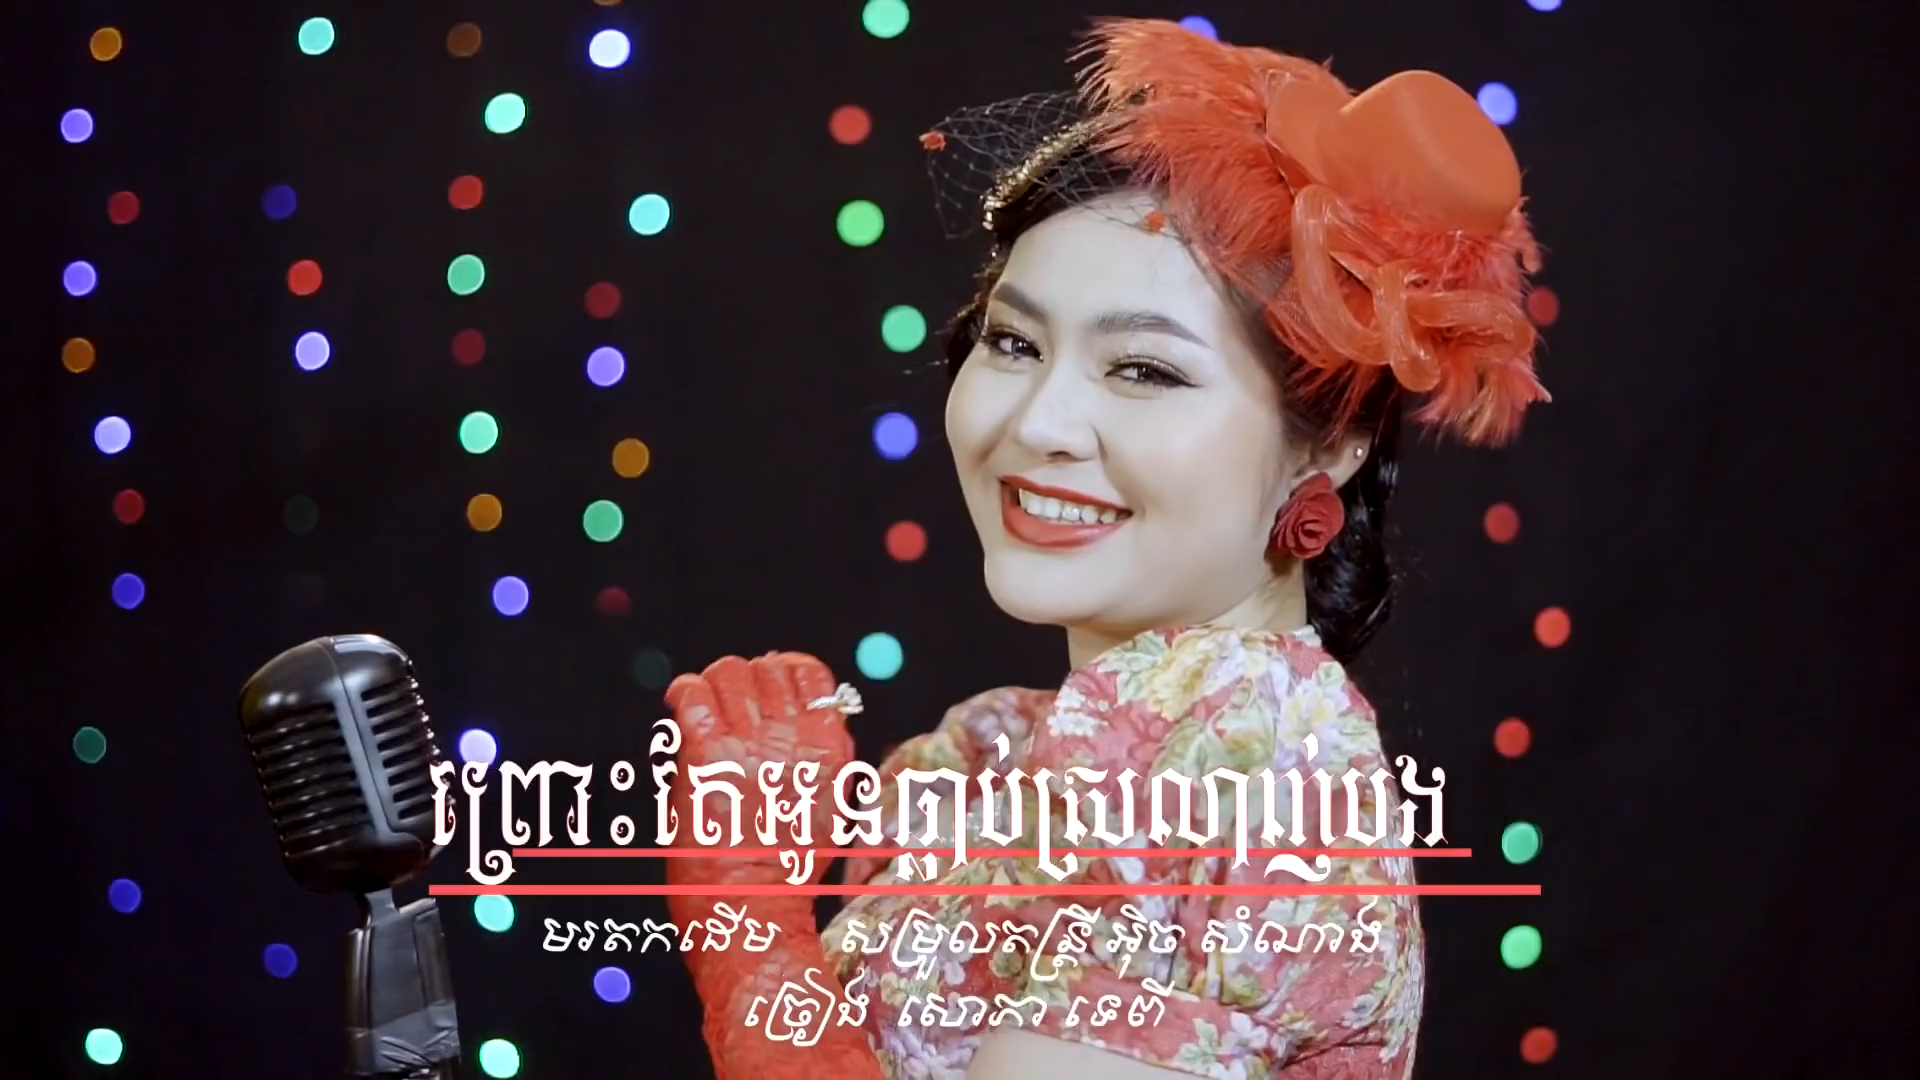 ព្រោះតែអូនធ្លាប់ស្រលាញ់បង
មរតកដើម សម្រួលតន្ត្រី អ៊ិច សំណាង
ច្រៀង សោភា ទេពី